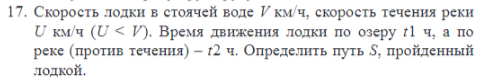 17. Скорость лодки в стоячей воде V км/ч, скорость течения реки
U км/ч (U < V). Время движения лодки по озеру t1 ч, а по
реке (против течения) – t2 ч. Определить путь S, пройденный
лодкой.